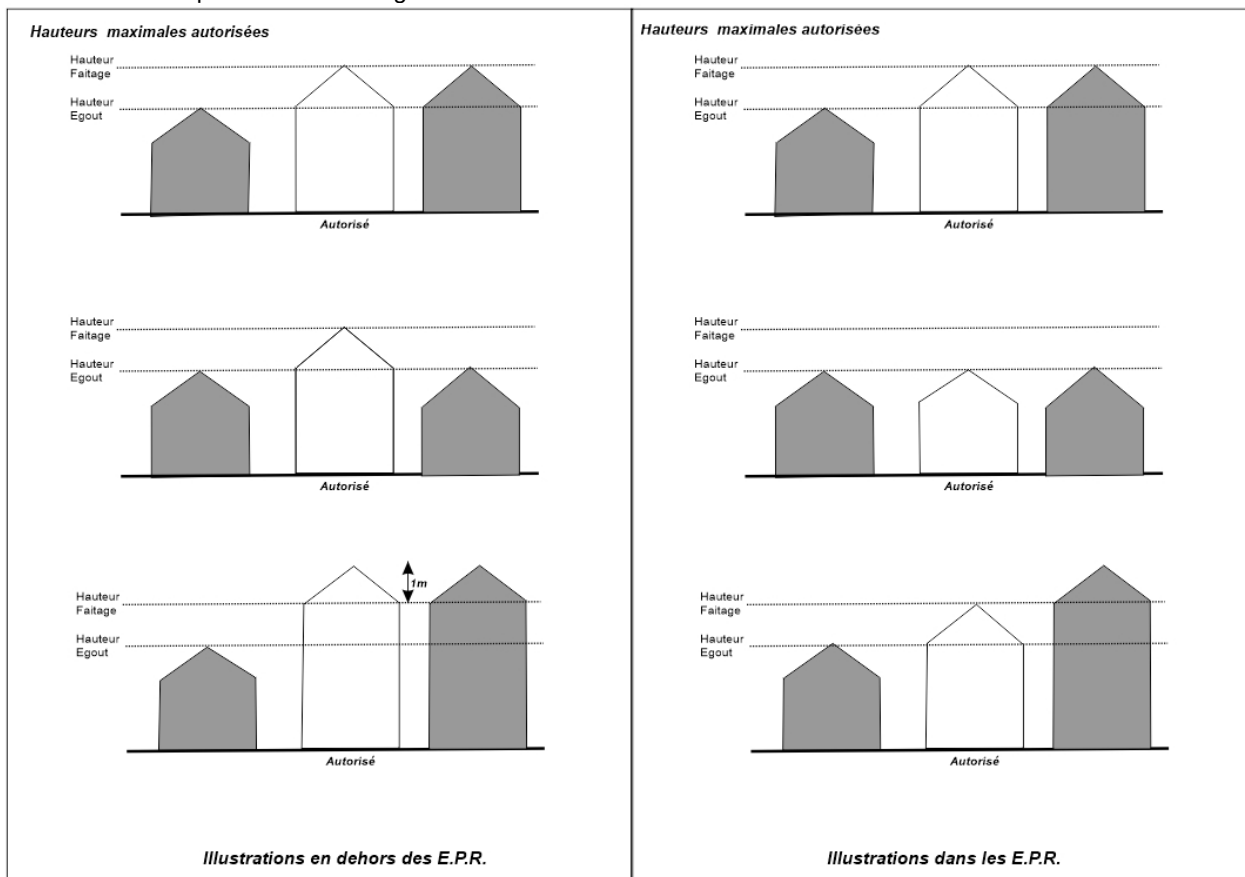 Hauteurs maximales autorisées
Hauteur
Faitage
Hauteur
Egout
Autorisé
Hauteur
Faitage
Hauteur
Egout
Autorisé
1m
Hauteur
Faitage
Hauteur
Egout
Autorisé
Illustrations en dehors des E.P.R.
Hauteurs maximales autorisées
Hauteur
Faitage
Hauteur
Egout
Autorisé
Hauteur
Faitage
Hauteur
Egout
Autorisé
Hauteur
Faitage
Hauteur
Egout
Autorisé
Illustrations dans les E.P.R.